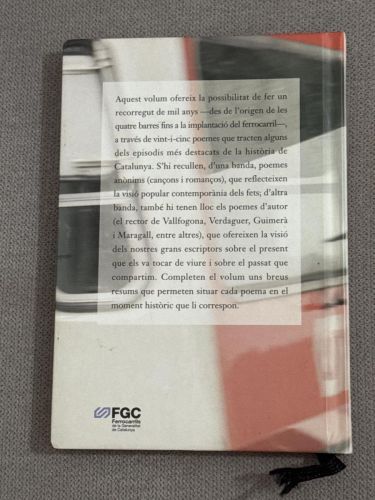 Aquest volum ofereix la possibilitat de fer un
recorregut de mil anys —des de l'origen de les
quatre barres fins a la implantació del ferrocarril—,
a través de vint-i-cinc poemes que tracten alguns
dels episodis més destacats de la història de
Catalunya. S'hi recullen, d'una banda, poemes
anònims (cançons i romanços), que reflecteixen
la visió popular contemporània dels fets; d'altra
banda, també hi tenen lloc els poemes d'autor
(el rector de Vallfogona, Verdaguer, Guimerà
i Maragall, entre altres), que ofereixen la visió
dels nostres grans escriptors sobre el present
que els va tocar de viure i sobre el passat que
compartim. Completen el volum uns breus
resums que permeten situar cada poema en el
moment històric que li correspon.
FGC
Ferrocarrils
de la Generalitat
de Catalunya